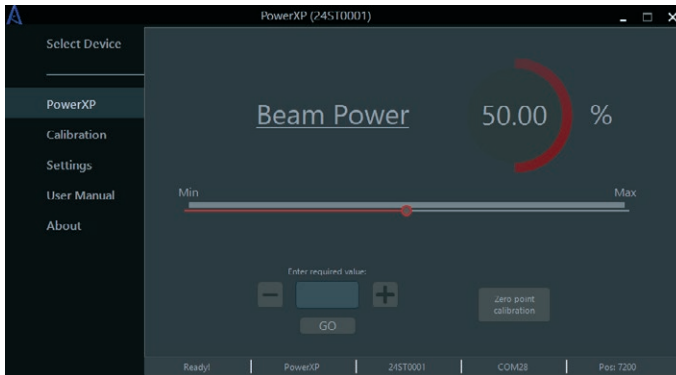 PowerXP (24ST0001)
Select Device
PowerXP
Calibration
Settings
User Manual
About
Beam Power
50.00 %
Min
Max
Enter required value:
GO
Zero point
calibration
Ready!
PowerXP
24ST0001
COM28
Pos: 7200